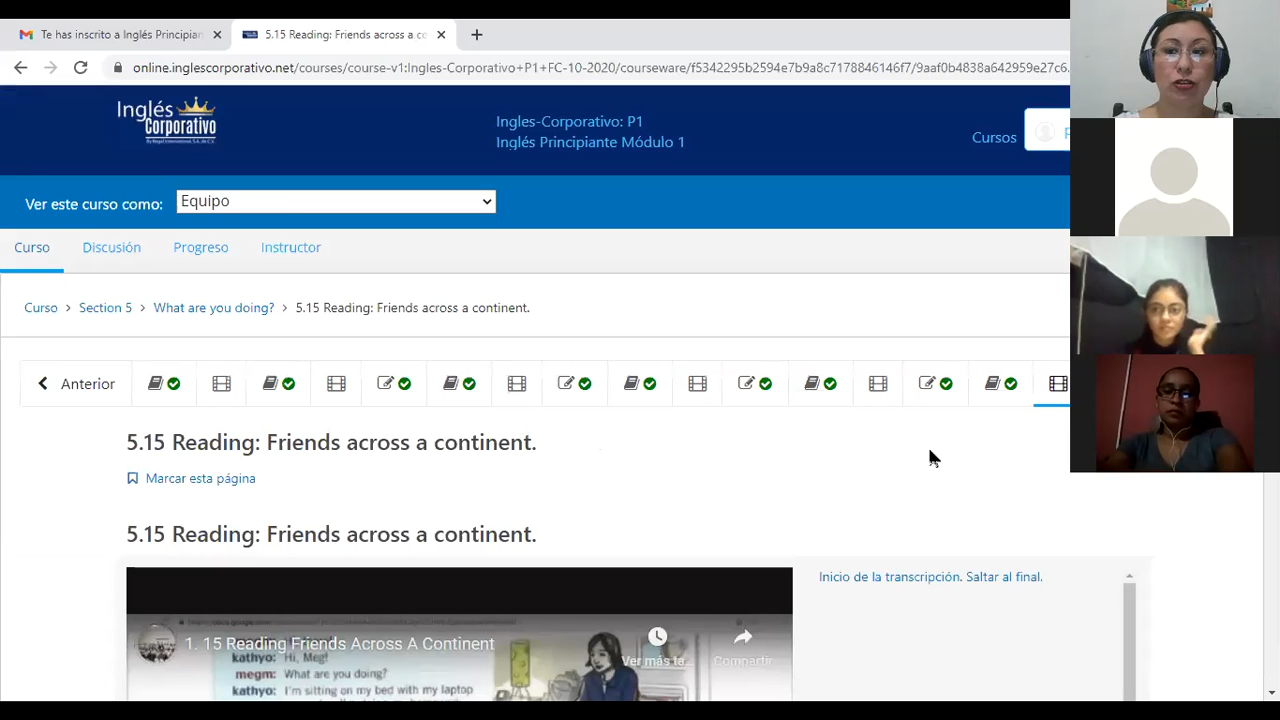 Te has inscrito a Inglés Principian
5.15 Reading: Friends across a co
online.inglescorporativo.net/courses/course-v1:Ingles-Corporativo+P1+FC-10-2020/courseware/f5342295b2594e7b9a8c7178846146f7/9aaf0b4838a642959e27c6.
Inglés
Corporativo
Ingles-Corporativo: P1
Inglés Principiante Módulo 1
Cursos
Ver este curso como:
Equipo
Curso
Discusión
Progreso
Instructor
Curso > Section 5 > What are you doing? > 5.15 Reading: Friends across a continent.
Anterior
5.15 Reading: Friends across a continent.
Marcar esta página
5.15 Reading: Friends across a continent.
Inicio de la transcripción. Saltar al final.
1. 15 Reading Friends Across A Continent
Ver más ta...
Compartir
kathyo: Hi, Meg!
megm: What are you doing?
kathyo: I'm sitting on my bed with my laptop